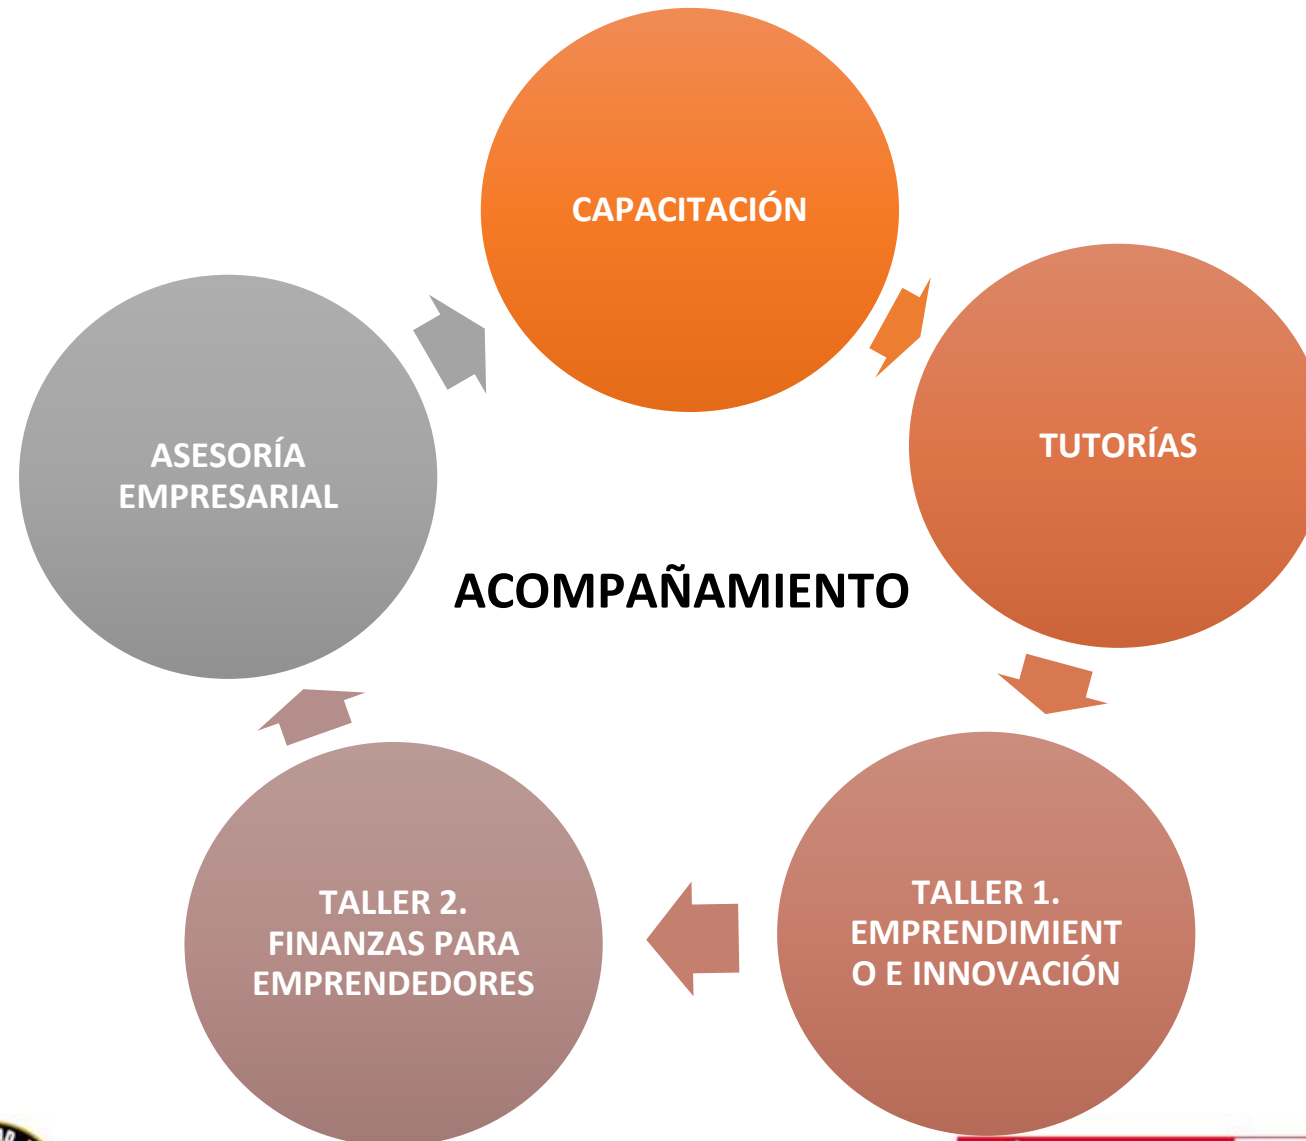 CAPACITACIÓN
TUTORÍAS
ASESORÍA
EMPRESARIAL
ACOMPAÑAMIENTO
TALLER 1.
EMPRENDIMIENT
O E INNOVACIÓN
TALLER 2.
FINANZAS PARA
EMPRENDEDORES